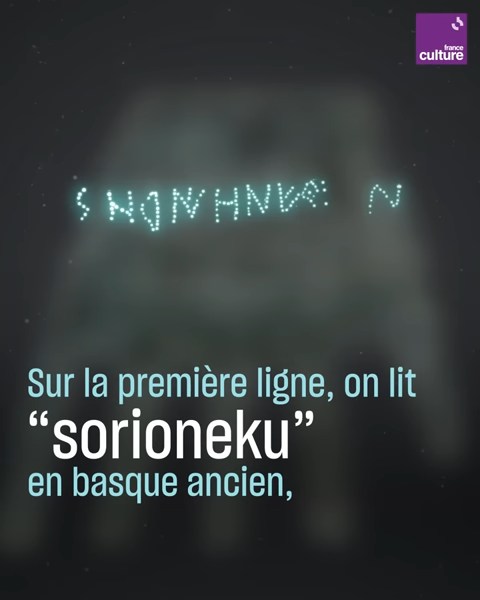 france
culture
Sur la première ligne, on lit
“sorioneku”
en basque ancien,